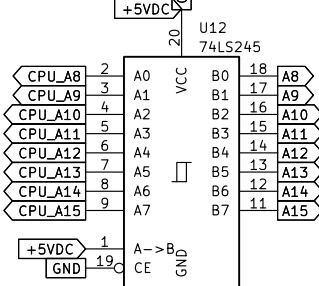 +5VDC
20
U12
74LS245
VCC
CPU_A8 2 A0 B0 18 A8
CPU_A9 3 A1 B1 17 A9
CPU_A10 4 A2 B2 16 A10
CPU_A11 5 A3 B3 15 A11
CPU_A12 6 A4 B4 14 A12
CPU_A13 7 A5 B5 13 A13
CPU_A14 8 A6 B6 12 A14
CPU_A15 9 A7 B7 11 A15
+5VDC 1 A->B
GND 19 CE
GND